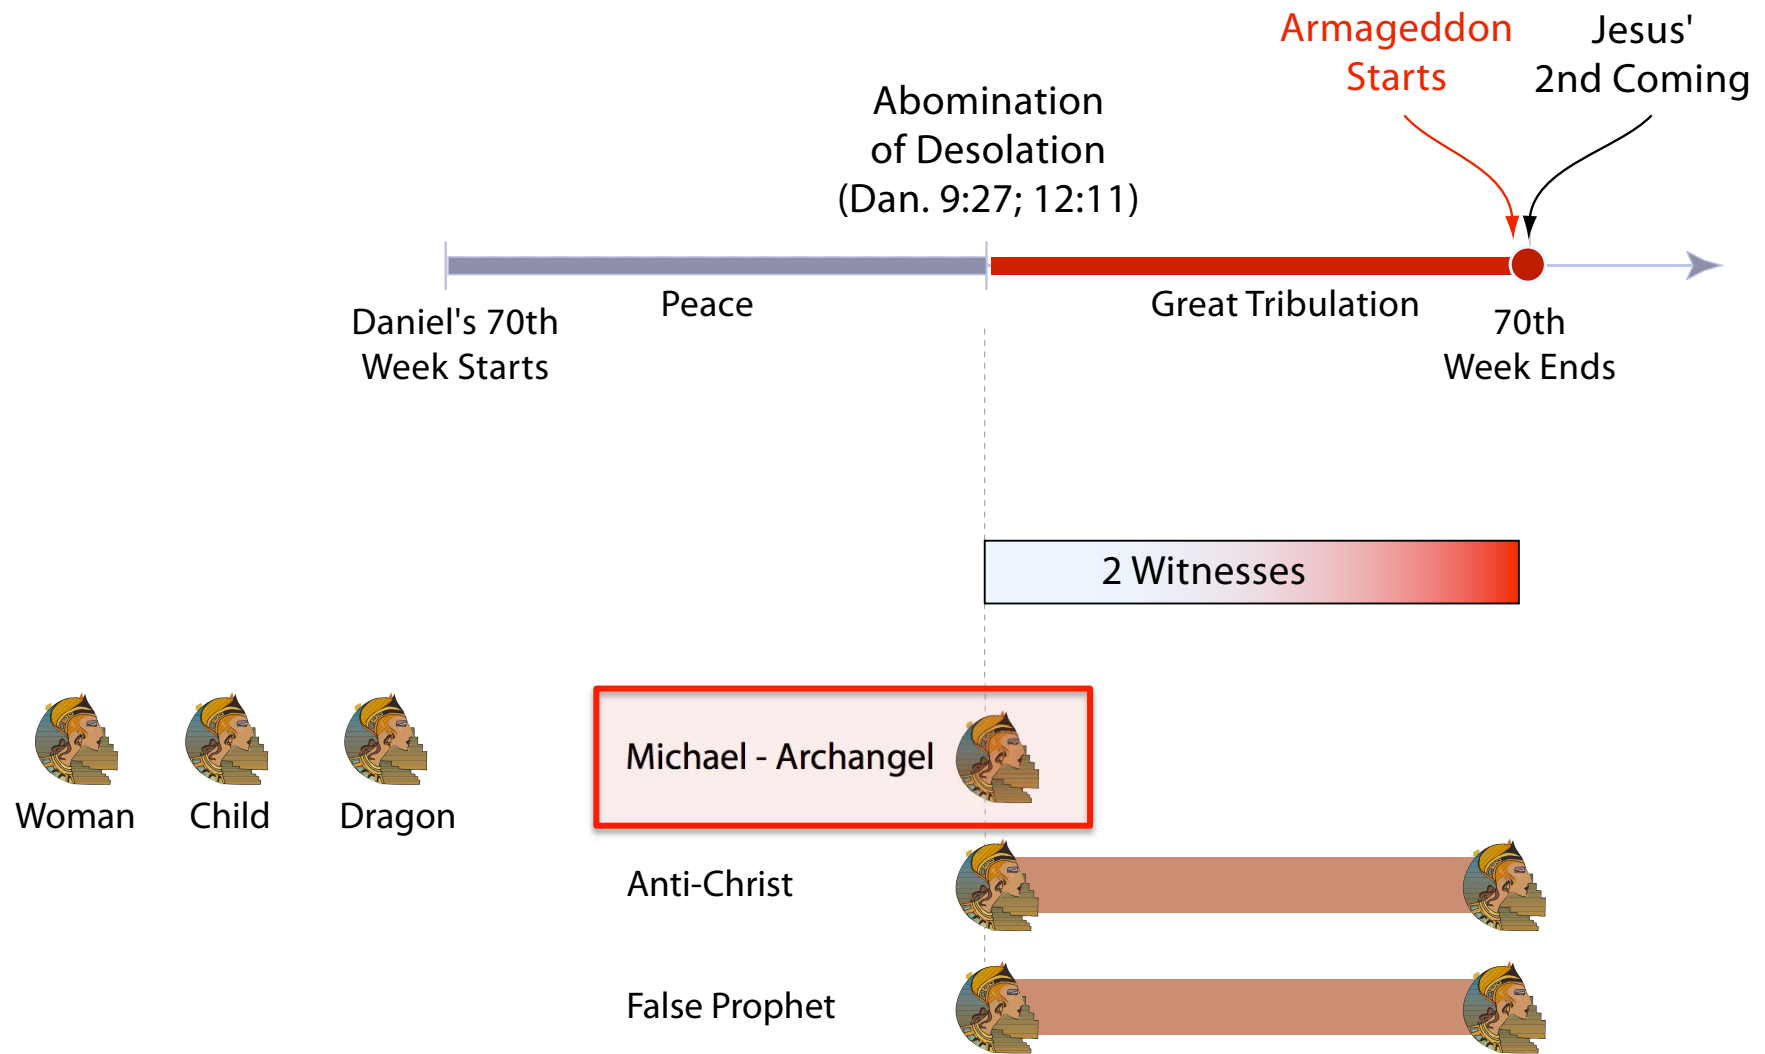 Armageddon
Starts
Jesus'
2nd Coming
Abomination
of Desolation
(Dan. 9:27; 12:11)
Peace
Great Tribulation
Daniel's 70th
Week Starts
70th
Week Ends
2 Witnesses
Michael - Archangel
Woman
Child
Dragon
Anti-Christ
False Prophet